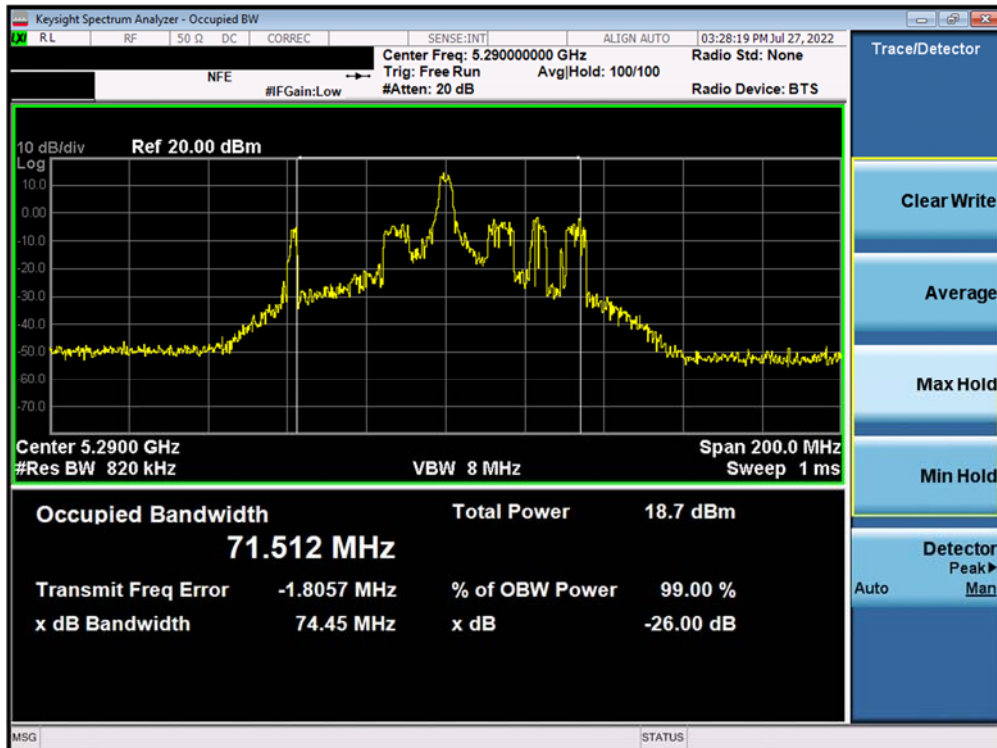 Keysight Spectrum Analyzer - Occupied BW
LXI RL RF 50 Ω DC CORREC SENSE:INT ALIGN AUTO 03:28:19 PM Jul 27, 2022
Center Freq: 5.290000000 GHz Radio Std: None
NFE Trig: Free Run Avg|Hold: 100/100
#IFGain:Low #Atten: 20 dB Radio Device: BTS
Trace/Detector
10 dB/div Ref 20.00 dBm
Log
10.0
0.00
-10.0
-20.0
-30.0
-40.0
-50.0
-60.0
-70.0
Center 5.2900 GHz Span 200.0 MHz
#Res BW 820 kHz VBW 8 MHz Sweep 1 ms
Occupied Bandwidth Total Power 18.7 dBm
71.512 MHz
Transmit Freq Error -1.8057 MHz % of OBW Power 99.00 %
x dB Bandwidth 74.45 MHz x dB -26.00 dB
Clear Write
Average
Max Hold
Min Hold
Detector
Peak▶
Auto Man
MSG STATUS